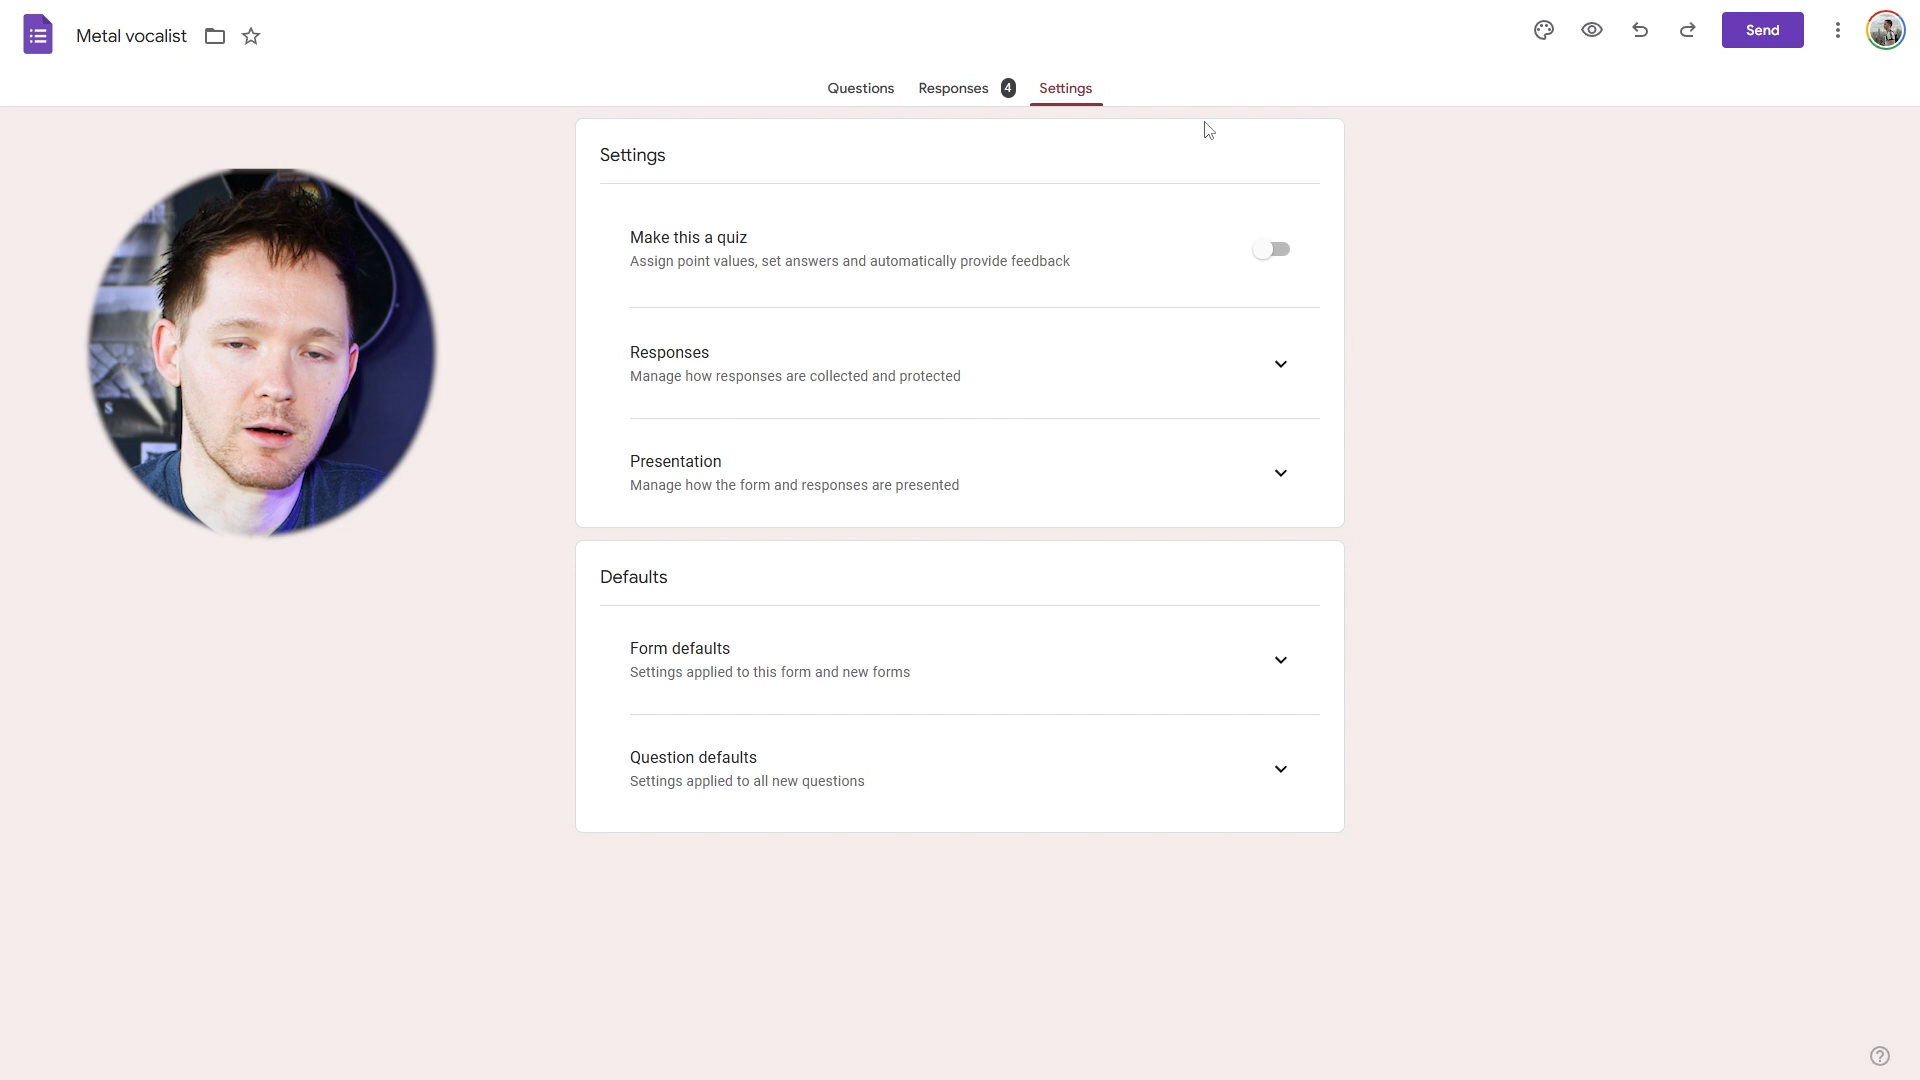 Metal vocalist
Send
Questions
Responses 4
Settings
Settings
Make this a quiz
Assign point values, set answers and automatically provide feedback
Responses
Manage how responses are collected and protected
Presentation
Manage how the form and responses are presented
Defaults
Form defaults
Settings applied to this form and new forms
Question defaults
Settings applied to all new questions